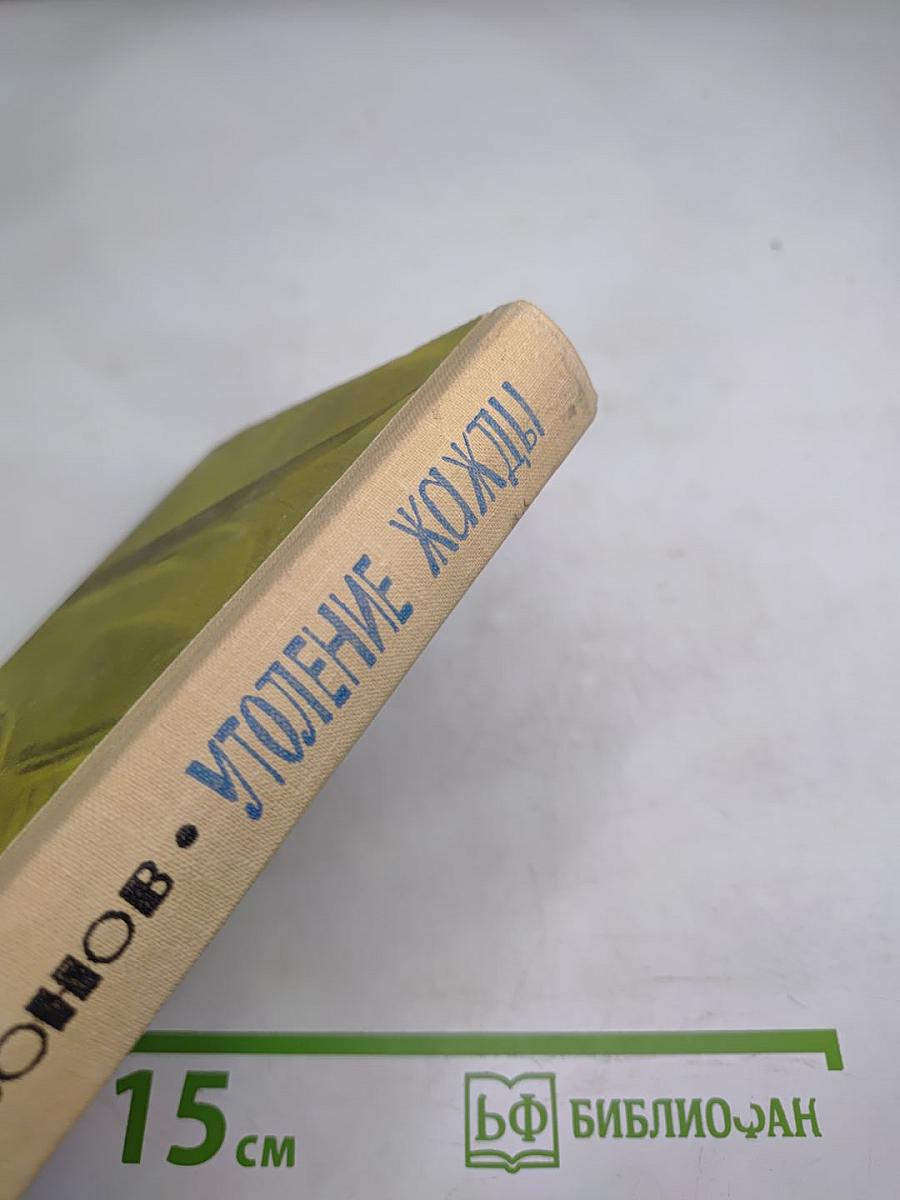 ОНОВ • УТОЛЕНИЕ ЖАЖДЫ
15 см
БФ БИБЛИОФАН